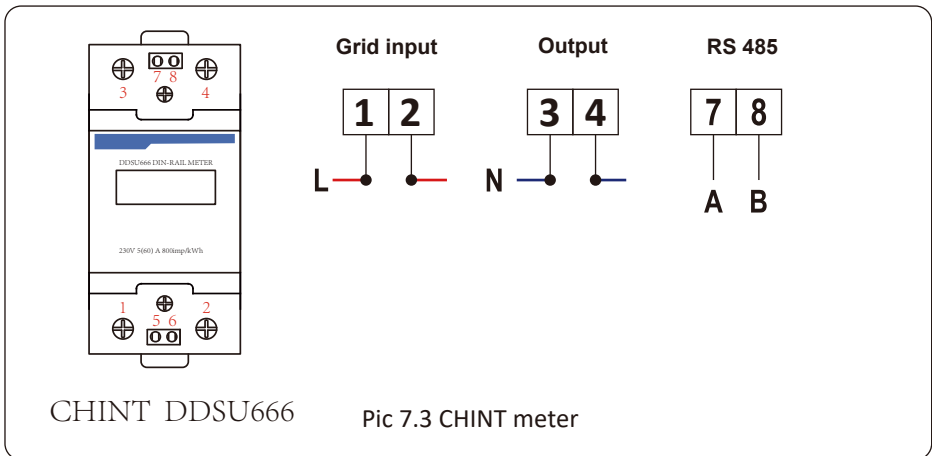 7 8
3 4
DDSU666 DIN-RAIL METER
230V 5(60) A 800imp/kWh
1 2
5 6
CHINT DDSU666
Grid input Output RS 485
1 2 3 4 7 8
L N
A B
Pic 7.3 CHINT meter